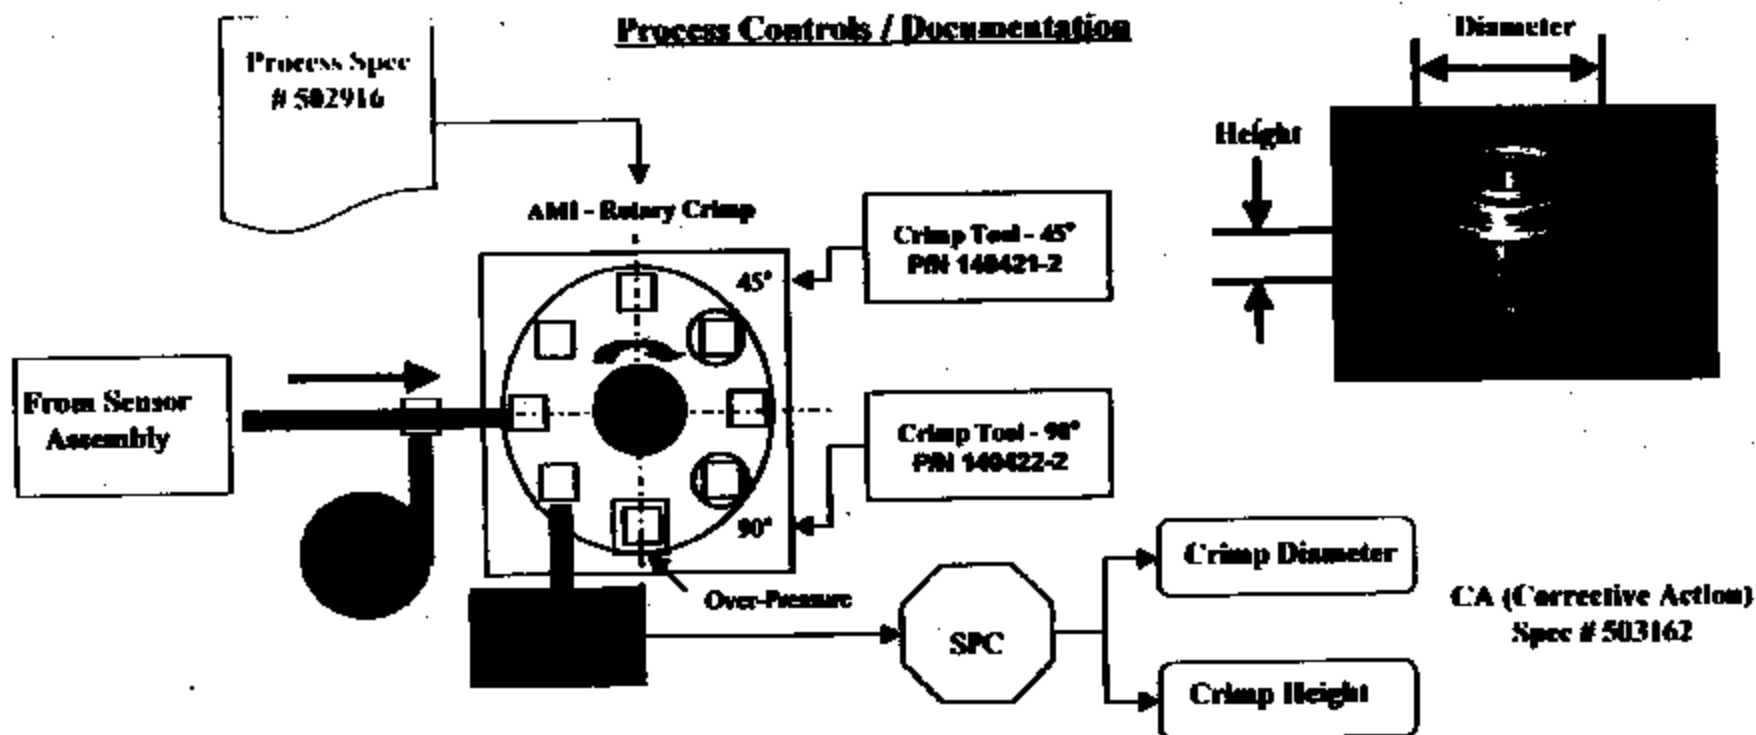 Process Controls / Documentation
Process Spec
# 502916
Diameter
Height
AMI - Rotary Crimp
Crimp Tool - 45°
P/N 140421-2
45°
From Sensor
Assembly
Crimp Tool - 90°
P/N 140422-2
90°
Over-Pressure
SPC
Crimp Diameter
CA (Corrective Action)
Spec # 503162
Crimp Height